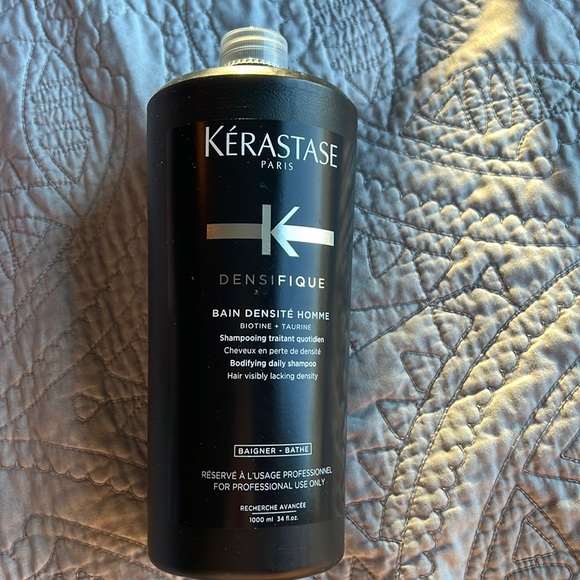 KÉRASTASE
PARIS
K
DENSIFIQUE
BAIN DENSITÉ HOMME
BIOTINE + TAURINE
Shampooing traitant quotidien
Cheveux en perte de densité
Bodifying daily shampoo
Hair visibly lacking density
BAIGNER - BATHE
RÉSERVÉ À L'USAGE PROFESSIONNEL
FOR PROFESSIONAL USE ONLY
RECHERCHE AVANCÉE
1000 ml 34 fl.oz.